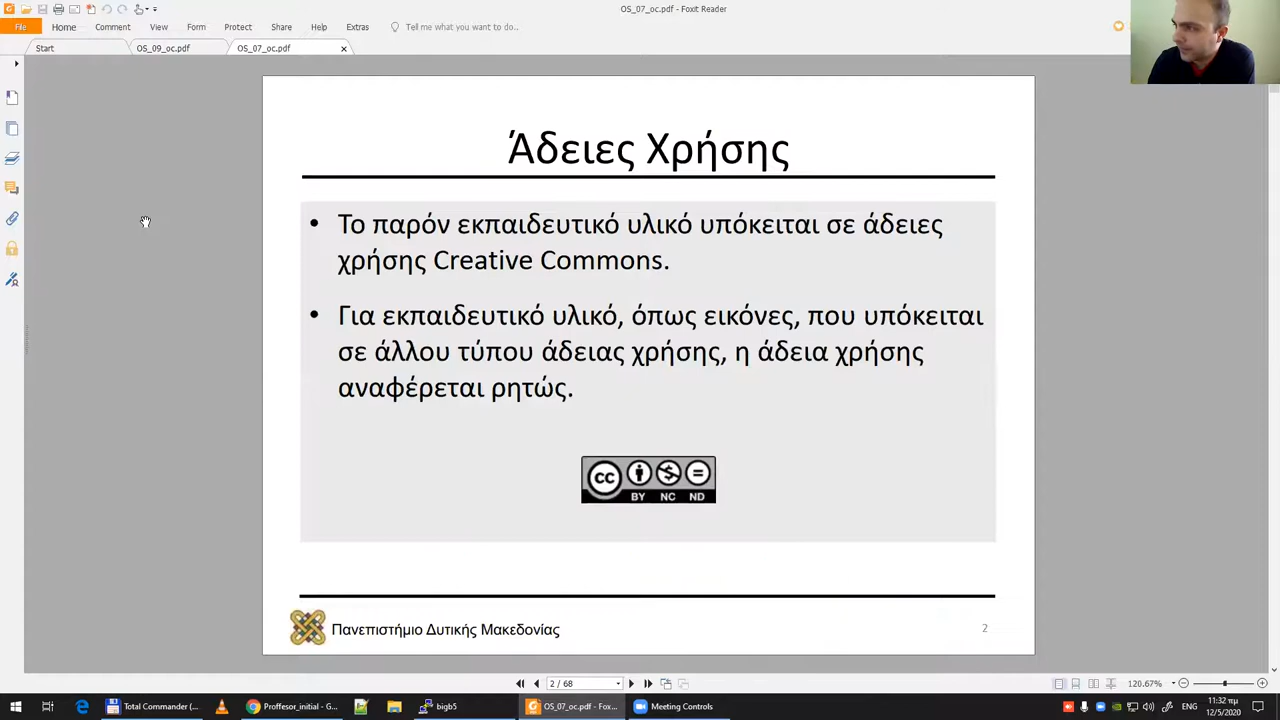 OS_07_oc.pdf - Foxit Reader
File Home Comment View Form Protect Share Help Extras Tell me what you want to do..
Start OS_09_oc.pdf OS_07_oc.pdf
Άδειες Χρήσης
• Το παρόν εκπαιδευτικό υλικό υπόκειται σε άδειες
χρήσης Creative Commons.
• Για εκπαιδευτικό υλικό, όπως εικόνες, που υπόκειται
σε άλλου τύπου άδειας χρήσης, η άδεια χρήσης
αναφέρεται ρητώς.
CC
BY NC ND
Πανεπιστήμιο Δυτικής Μακεδονίας
2
2 / 68
120.67%
Total Commander (... Proffesor_initial - G... bigb5 OS_07_oc.pdf - Fox... Meeting Controls
ENG
11:32 πμ
12/5/2020